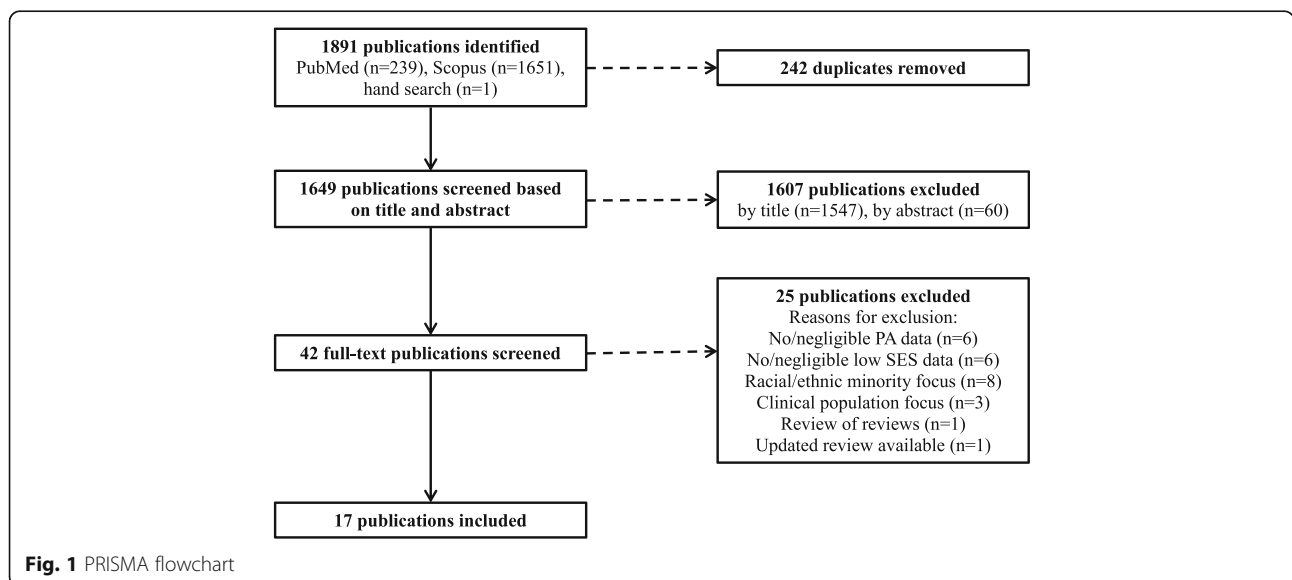 1891 publications identified
PubMed (n=239), Scopus (n=1651),
hand search (n=1)
242 duplicates removed
1649 publications screened based
on title and abstract
1607 publications excluded
by title (n=1547), by abstract (n=60)
42 full-text publications screened
25 publications excluded
Reasons for exclusion:
No/negligible PA data (n=6)
No/negligible low SES data (n=6)
Racial/ethnic minority focus (n=8)
Clinical population focus (n=3)
Review of reviews (n=1)
Updated review available (n=1)
17 publications included
Fig. 1 PRISMA flowchart